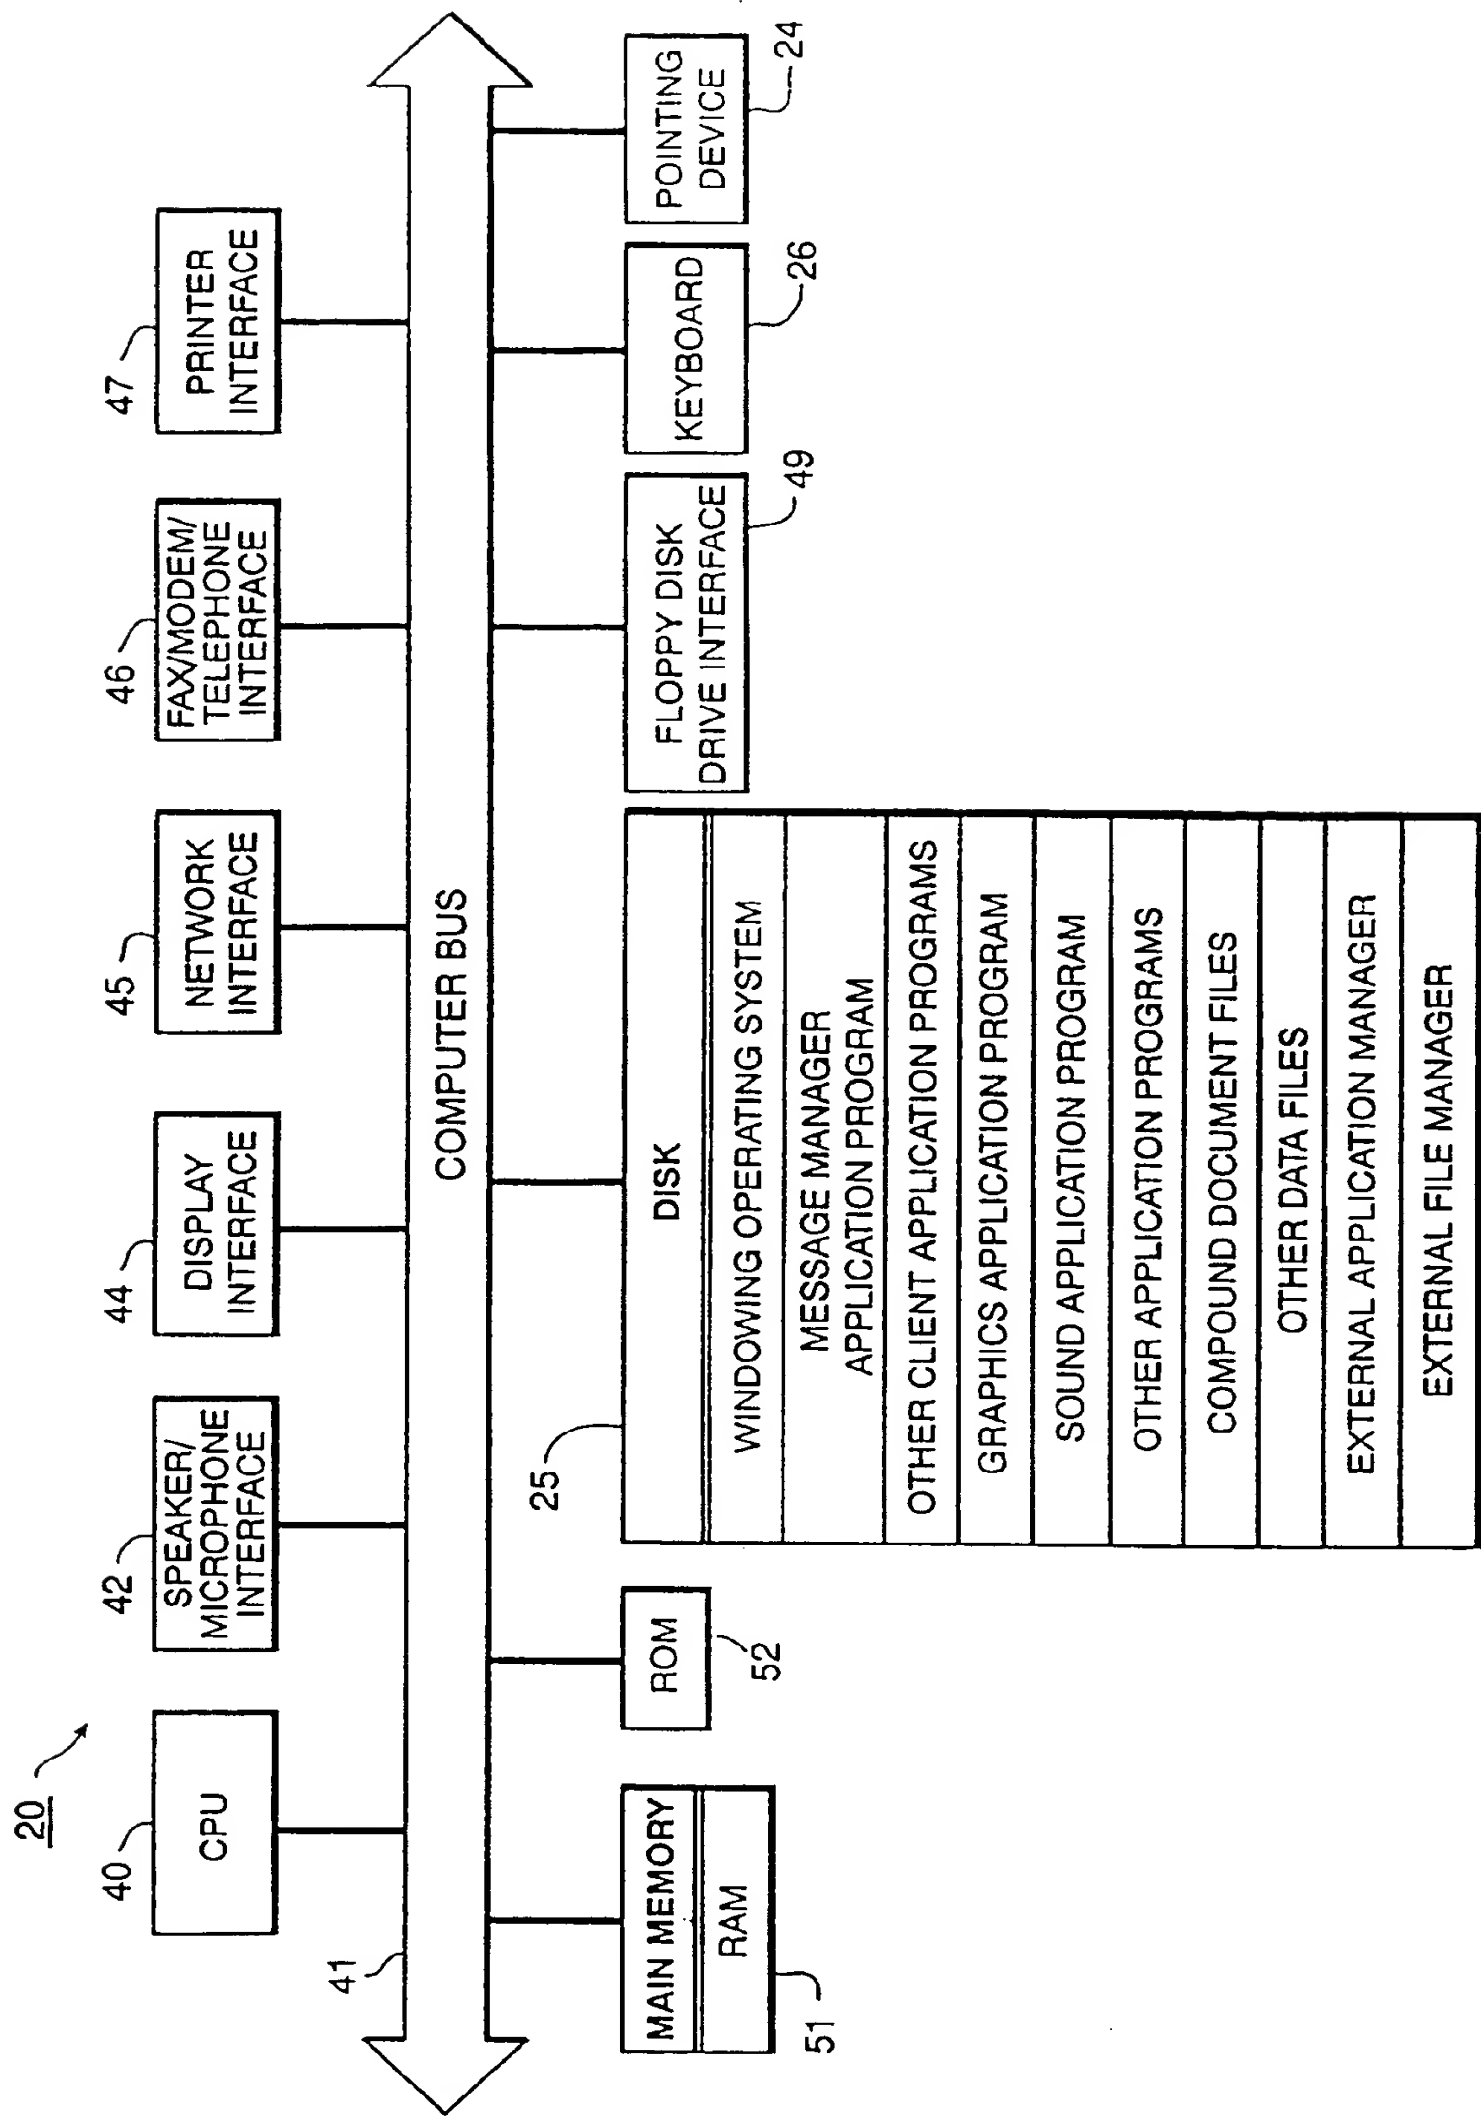 20
40
CPU
42
SPEAKER/
MICROPHONE
INTERFACE
44
DISPLAY
INTERFACE
45
NETWORK
INTERFACE
46
FAX/MODEM/
TELEPHONE
INTERFACE
47
PRINTER
INTERFACE
41
COMPUTER BUS
MAIN MEMORY
RAM
51
ROM
52
25
DISK
WINDOWING OPERATING SYSTEM
MESSAGE MANAGER
APPLICATION PROGRAM
OTHER CLIENT APPLICATION PROGRAMS
GRAPHICS APPLICATION PROGRAM
SOUND APPLICATION PROGRAM
OTHER APPLICATION PROGRAMS
COMPOUND DOCUMENT FILES
OTHER DATA FILES
EXTERNAL APPLICATION MANAGER
EXTERNAL FILE MANAGER
FLOPPY DISK
DRIVE INTERFACE
49
KEYBOARD
26
POINTING
DEVICE
24